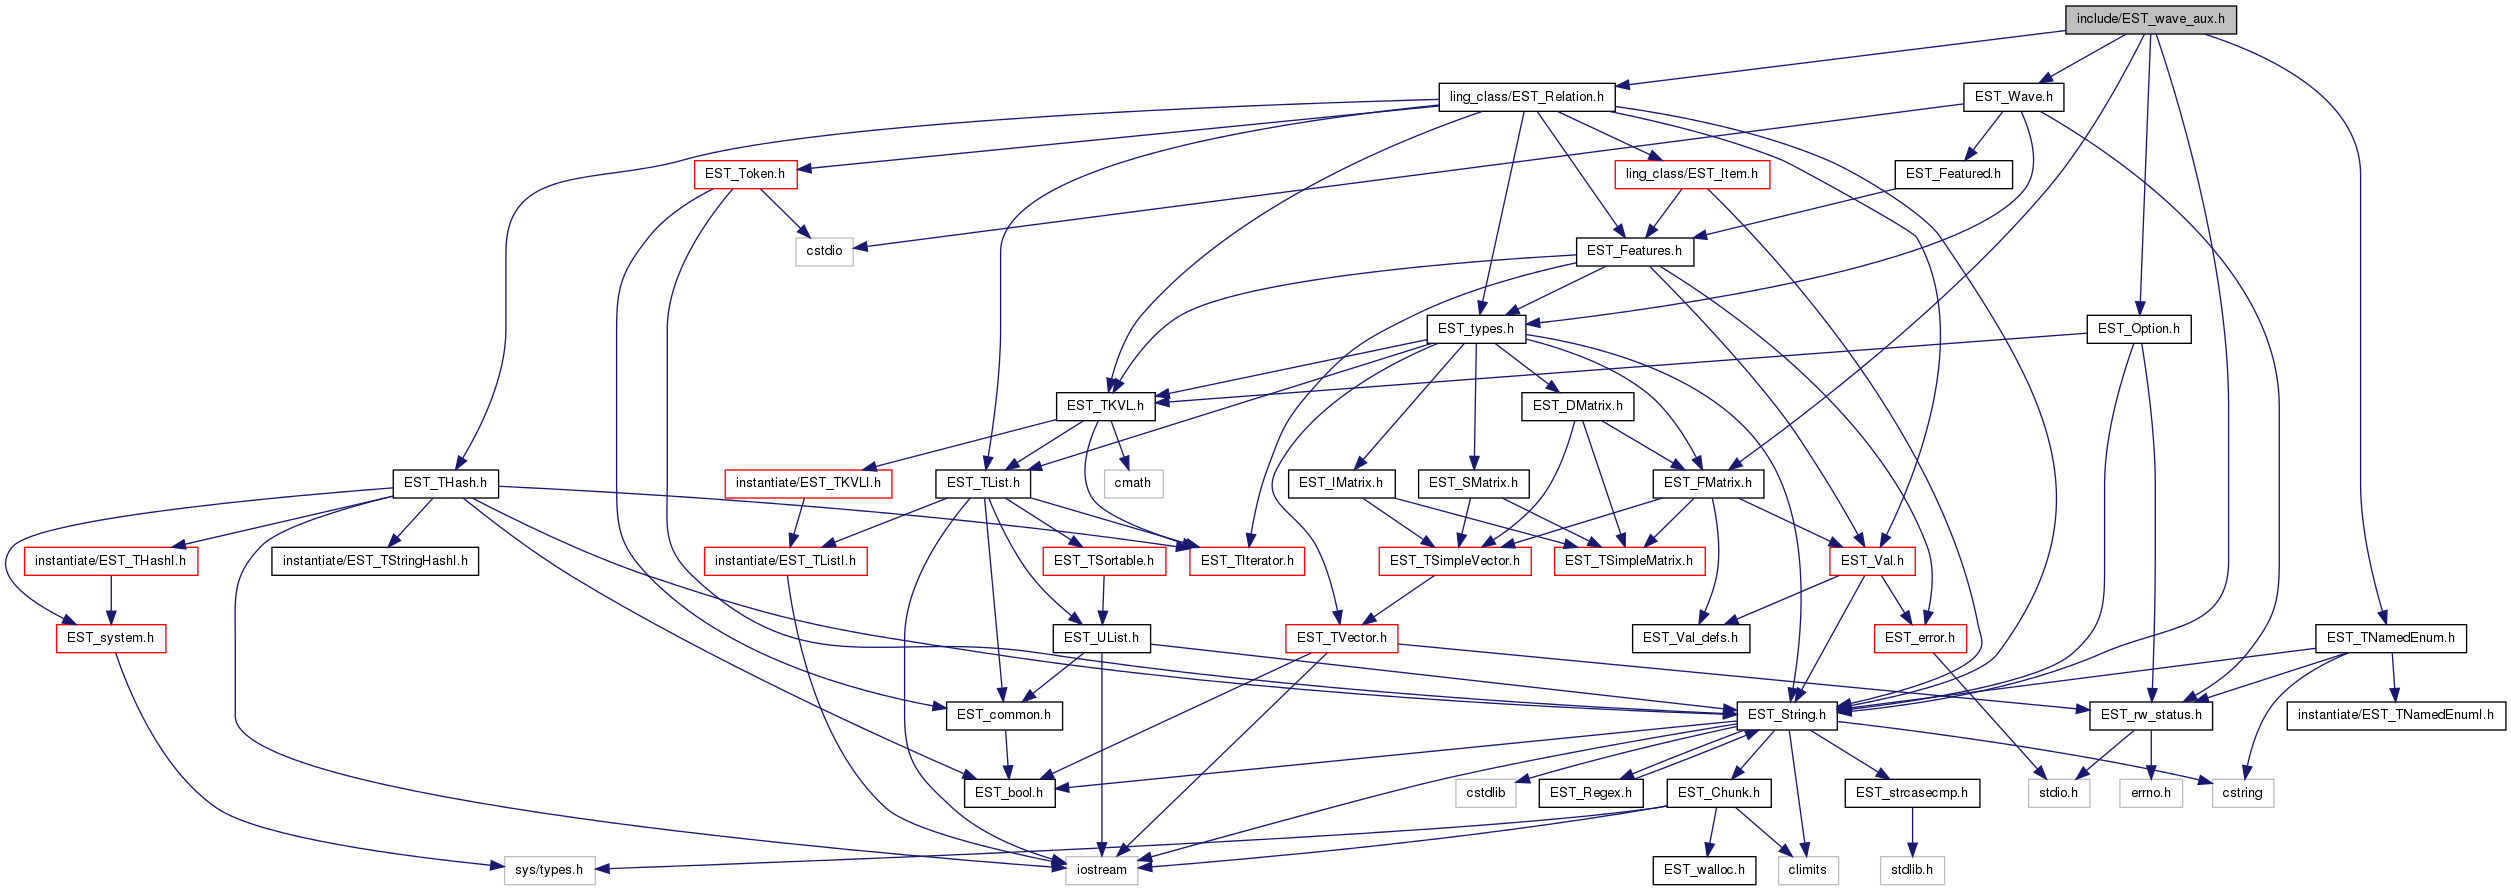 include/EST_wave_aux.h
ling_class/EST_Relation.h
EST_Wave.h
EST_Token.h
ling_class/EST_Item.h
EST_Featured.h
cstdio
EST_Features.h
EST_types.h
EST_Option.h
EST_TKVL.h
EST_DMatrix.h
EST_THash.h
instantiate/EST_TKVLI.h
EST_TList.h
cmath
EST_IMatrix.h
EST_SMatrix.h
EST_FMatrix.h
instantiate/EST_THashI.h
instantiate/EST_TStringHashI.h
instantiate/EST_TListI.h
EST_TSortable.h
EST_TIterator.h
EST_TSimpleVector.h
EST_TSimpleMatrix.h
EST_Val.h
EST_system.h
EST_UList.h
EST_TVector.h
EST_Val_defs.h
EST_error.h
EST_TNamedEnum.h
EST_common.h
EST_String.h
EST_rw_status.h
instantiate/EST_TNamedEnumI.h
EST_bool.h
cstdlib
EST_Regex.h
EST_Chunk.h
EST_strcasecmp.h
stdio.h
errno.h
cstring
sys/types.h
iostream
EST_walloc.h
climits
stdlib.h